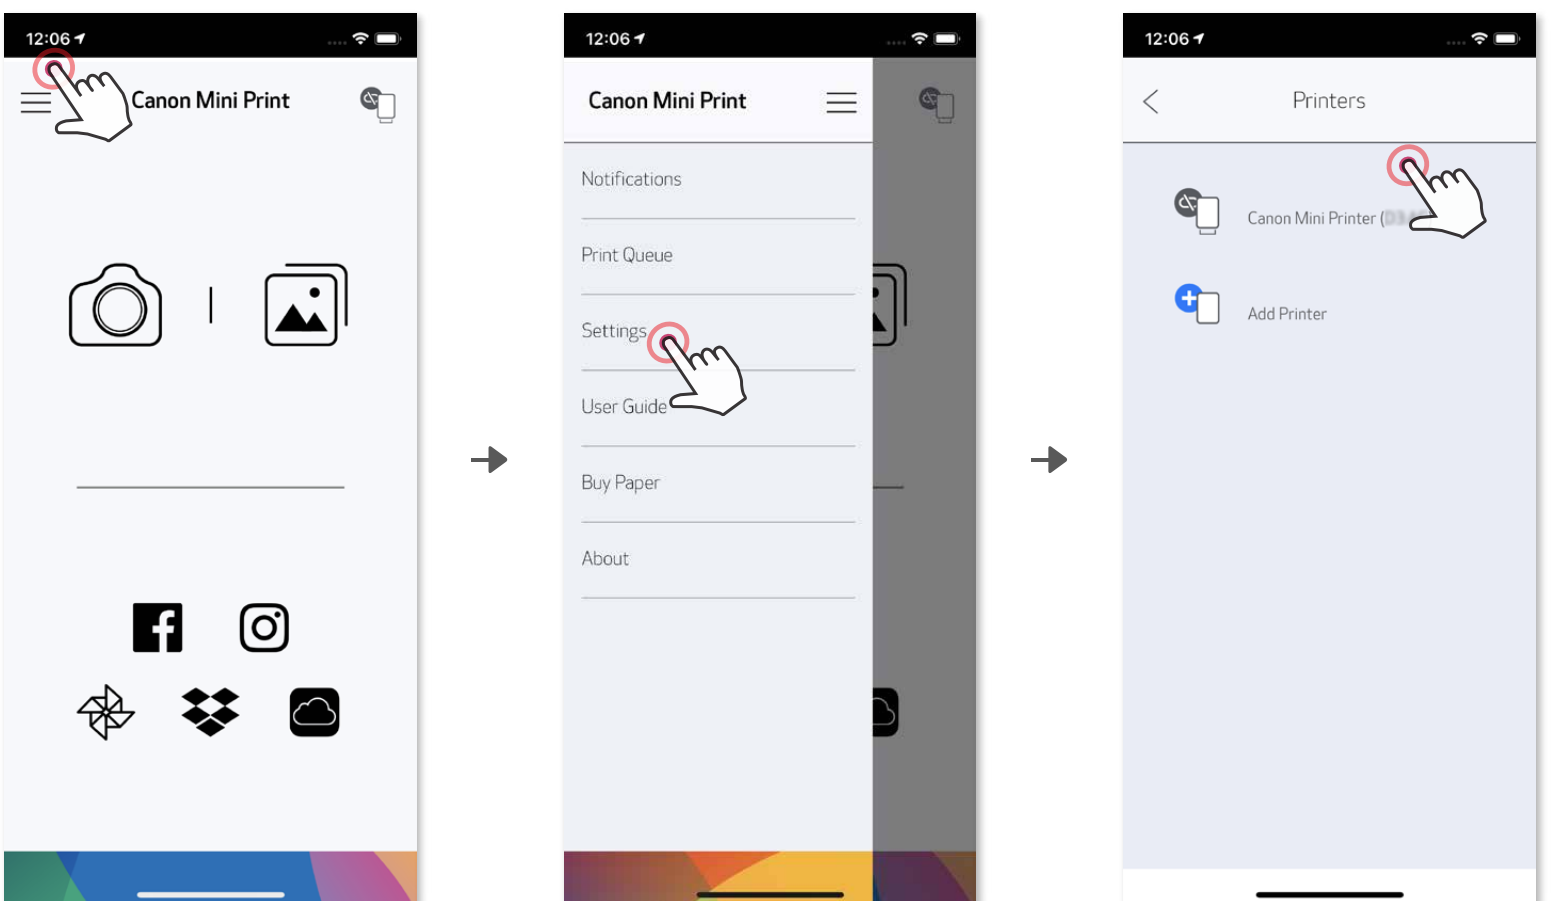 12:06
Canon Mini Print
12:06
Canon Mini Print
Notifications
Print Queue
Settings
User Guide
Buy Paper
About
12:06
Printers
Canon Mini Printer (
Add Printer